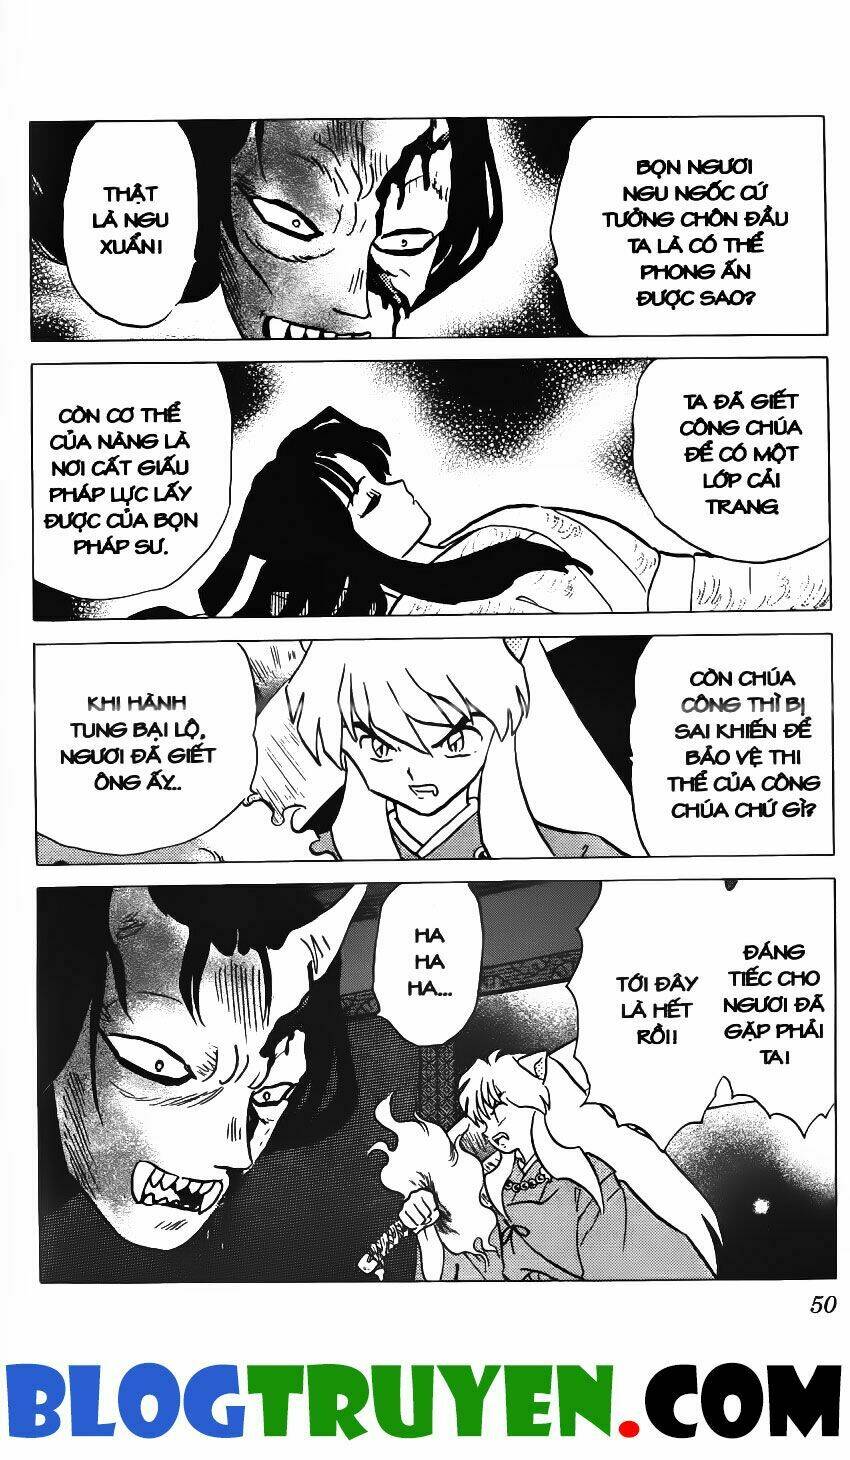 BỌN NGƯƠI
NGU NGỐC CỨ
TƯỞNG CHÔN ĐẦU
TA LÀ CÓ THỂ
PHONG ẤN
ĐƯỢC SAO?
THẬT
LÀ NGU
XUẨN!
TA ĐÃ GIẾT
CÔNG CHÚA
ĐỂ CÓ MỘT
LỚP CẢI
TRANG.
CÒN CƠ THỂ
CỦA NÀNG LÀ
NƠI CẤT GIẤU
PHÁP LỰC LẤY
ĐƯỢC CỦA BỌN
PHÁP SƯ.
CÒN CHÚA
CÔNG THÌ BỊ
SAI KHIẾN ĐỂ
BẢO VỆ THI
THỂ CỦA CÔNG
CHÚA CHỨ GÌ?
KHI HÀNH
TUNG BẠI LỘ,
NGƯƠI ĐÃ GIẾT
ÔNG ẤY...
ĐÁNG
TIẾC CHO
NGƯƠI ĐÃ
GẶP PHẢI
TA!
TỚI ĐÂY
LÀ HẾT
RỒI!
HA
HA
HA...
50
BLOGTRUYEN.COM